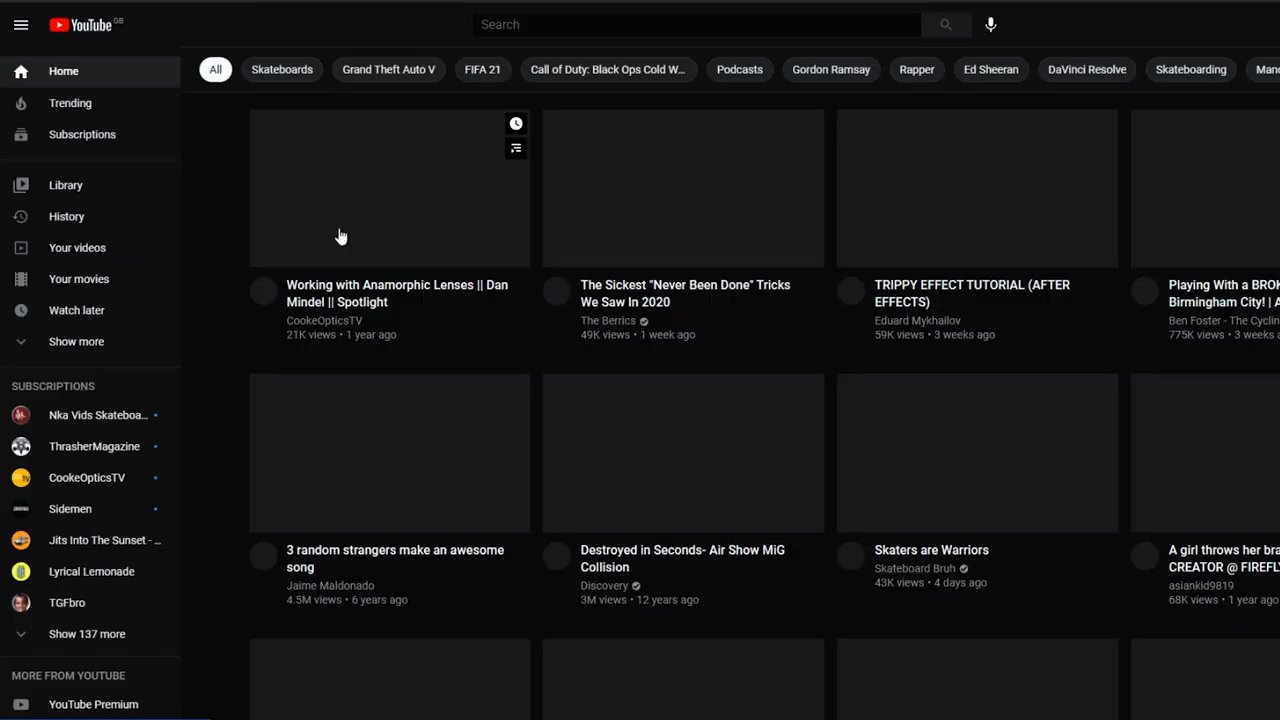 YouTube GB
Search
Home
Trending
Subscriptions
Library
History
Your videos
Your movies
Watch later
Show more
SUBSCRIPTIONS
Nka Vids Skateboa...
ThrasherMagazine
CookeOpticsTV
Sidemen
Jits Into The Sunset - ...
Lyrical Lemonade
TGFbro
Show 137 more
MORE FROM YOUTUBE
YouTube Premium
All
Skateboards
Grand Theft Auto V
FIFA 21
Call of Duty: Black Ops Cold W...
Podcasts
Gordon Ramsay
Rapper
Ed Sheeran
DaVinci Resolve
Skateboarding
Working with Anamorphic Lenses || Dan
Mindel || Spotlight
CookeOpticsTV
21K views • 1 year ago
The Sickest "Never Been Done" Tricks
We Saw In 2020
The Berrics
49K views • 1 week ago
TRIPPY EFFECT TUTORIAL (AFTER
EFFECTS)
Eduard Mykhailov
59K views • 3 weeks ago
Playing With a BRO
Birmingham City! |
Ben Foster - The Cyclin
775K views • 3 weeks
3 random strangers make an awesome
song
Jaime Maldonado
4.5M views • 6 years ago
Destroyed in Seconds- Air Show MiG
Collision
Discovery
3M views • 12 years ago
Skaters are Warriors
Skateboard Bruh
43K views • 4 days ago
A girl throws her bra
CREATOR @ FIREFL
asiankid9819
68K views • 1 year ago